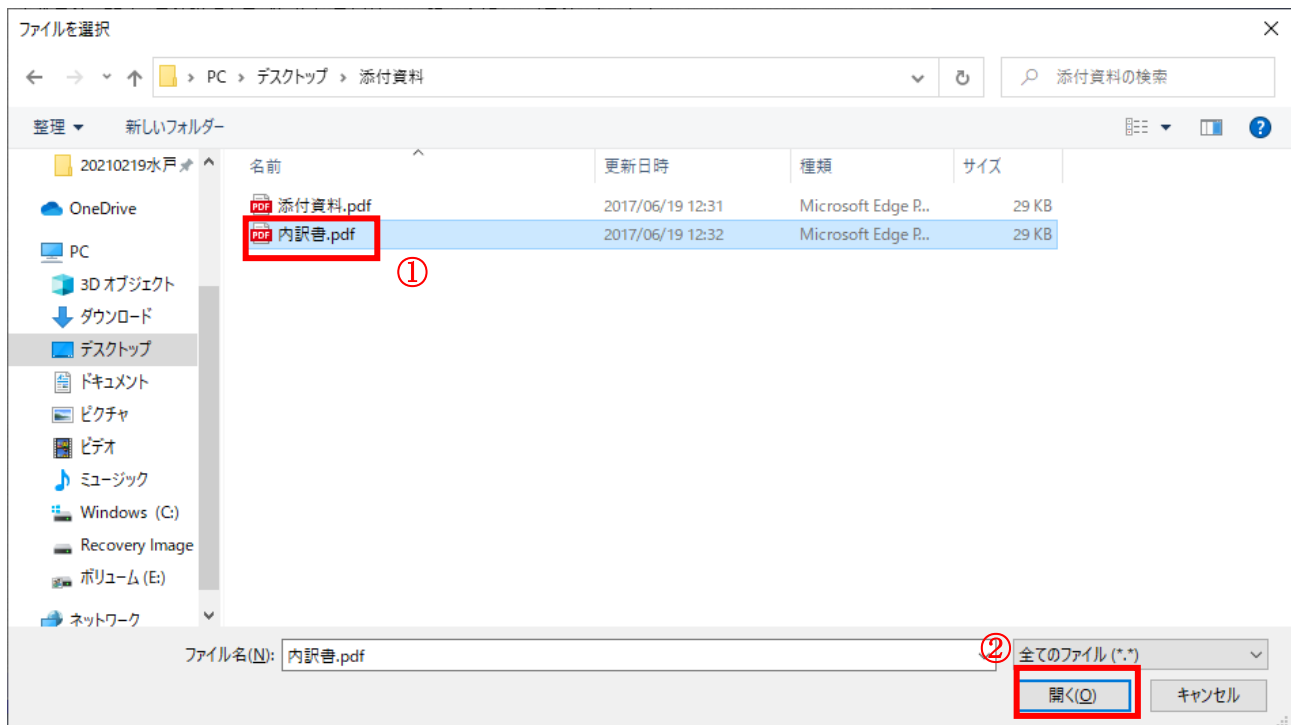 ファイルを選択
PC › デスクトップ › 添付資料
添付資料の検索
整理
新しいフォルダー
20210219水戸
OneDrive
PC
3D オブジェクト
ダウンロード
デスクトップ
ドキュメント
ピクチャ
ビデオ
ミュージック
Windows (C:)
Recovery Image
ボリューム (E:)
ネットワーク
名前 更新日時 種類 サイズ
添付資料.pdf 2017/06/19 12:31 Microsoft Edge P... 29 KB
内訳書.pdf 2017/06/19 12:32 Microsoft Edge P... 29 KB
①
ファイル名(N): 内訳書.pdf
②
全てのファイル (*.*)
開く(O)
キャンセル